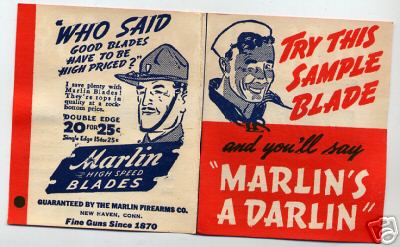 "WHO SAID
GOOD BLADES
HAVE TO BE
HIGH PRICED?"
I save plenty with
Marlin Blades!
They're tops in
quality at a rock-
bottom price.
DOUBLE EDGE
20 FOR 25¢
Single Edge 15 for 25¢
Marlin
HIGH SPEED
BLADES
GUARANTEED BY THE MARLIN FIREARMS CO.
NEW HAVEN, CONN.
Fine Guns Since 1870
TRY THIS
SAMPLE
BLADE
and you'll say
"MARLIN'S
A DARLIN"